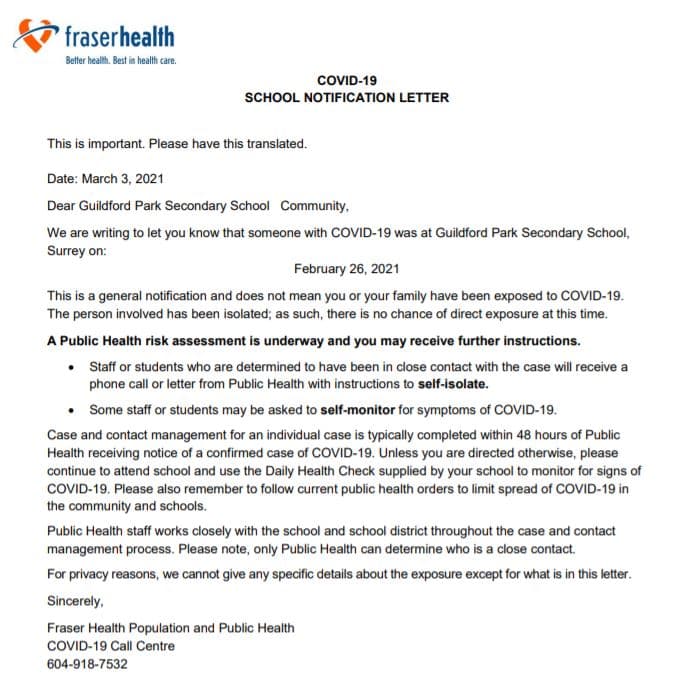 fraserhealth
Better health. Best in health care.
COVID-19
SCHOOL NOTIFICATION LETTER
This is important. Please have this translated.
Date: March 3, 2021
Dear Guildford Park Secondary School Community,
We are writing to let you know that someone with COVID-19 was at Guildford Park Secondary School,
Surrey on:
February 26, 2021
This is a general notification and does not mean you or your family have been exposed to COVID-19.
The person involved has been isolated; as such, there is no chance of direct exposure at this time.
A Public Health risk assessment is underway and you may receive further instructions.
• Staff or students who are determined to have been in close contact with the case will receive a
phone call or letter from Public Health with instructions to self-isolate.
• Some staff or students may be asked to self-monitor for symptoms of COVID-19.
Case and contact management for an individual case is typically completed within 48 hours of Public
Health receiving notice of a confirmed case of COVID-19. Unless you are directed otherwise, please
continue to attend school and use the Daily Health Check supplied by your school to monitor for signs of
COVID-19. Please also remember to follow current public health orders to limit spread of COVID-19 in
the community and schools.
Public Health staff works closely with the school and school district throughout the case and contact
management process. Please note, only Public Health can determine who is a close contact.
For privacy reasons, we cannot give any specific details about the exposure except for what is in this letter.
Sincerely,
Fraser Health Population and Public Health
COVID-19 Call Centre
604-918-7532